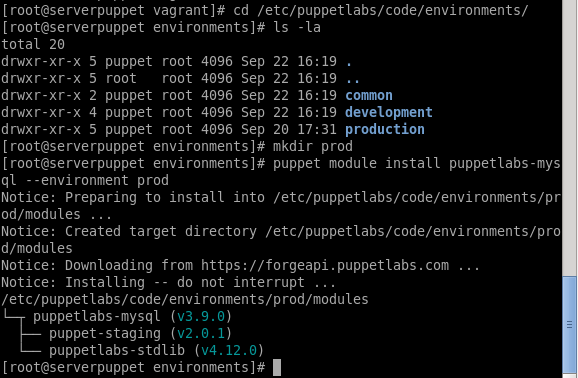 [root@serverpuppet vagrant]# cd /etc/puppetlabs/code/environments/
[root@serverpuppet environments]# ls -la
total 20
drwxr-xr-x 5 puppet root 4096 Sep 22 16:19 .
drwxr-xr-x 5 root   root 4096 Sep 22 16:19 ..
drwxr-xr-x 2 puppet root 4096 Sep 22 16:19 common
drwxr-xr-x 4 puppet root 4096 Sep 22 16:19 development
drwxr-xr-x 5 puppet root 4096 Sep 20 17:31 production
[root@serverpuppet environments]# mkdir prod
[root@serverpuppet environments]# puppet module install puppetlabs-mys
ql --environment prod
Notice: Preparing to install into /etc/puppetlabs/code/environments/pr
od/modules ...
Notice: Created target directory /etc/puppetlabs/code/environments/pro
d/modules
Notice: Downloading from https://forgeapi.puppetlabs.com ...
Notice: Installing -- do not interrupt ...
/etc/puppetlabs/code/environments/prod/modules
└─┬ puppetlabs-mysql (v3.9.0)
  ├── puppet-staging (v2.0.1)
  └── puppetlabs-stdlib (v4.12.0)
[root@serverpuppet environments]#